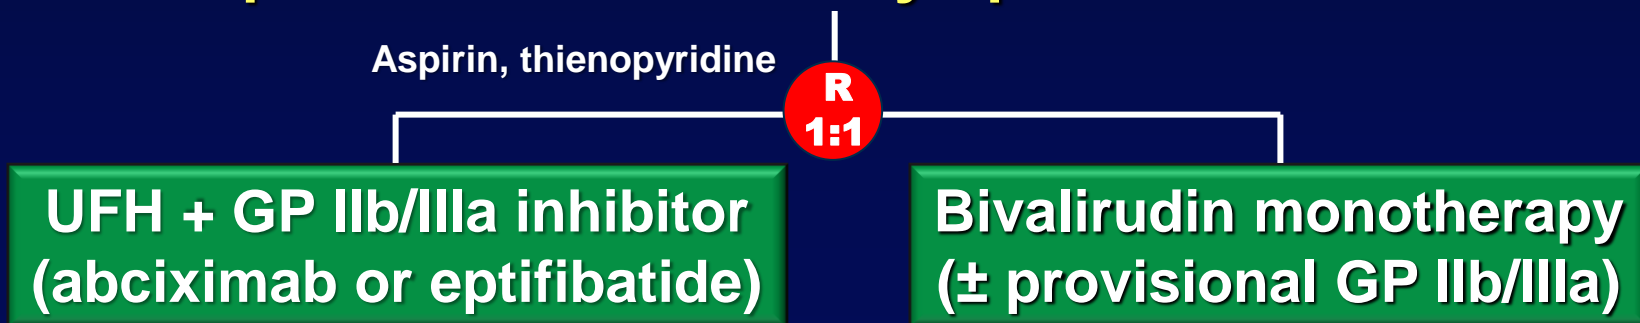 Aspirin, thienopyridine
R
1:1
UFH + GP IIb/IIIa inhibitor
(abciximab or eptifibatide)
Bivalirudin monotherapy
(± provisional GP IIb/IIIa)